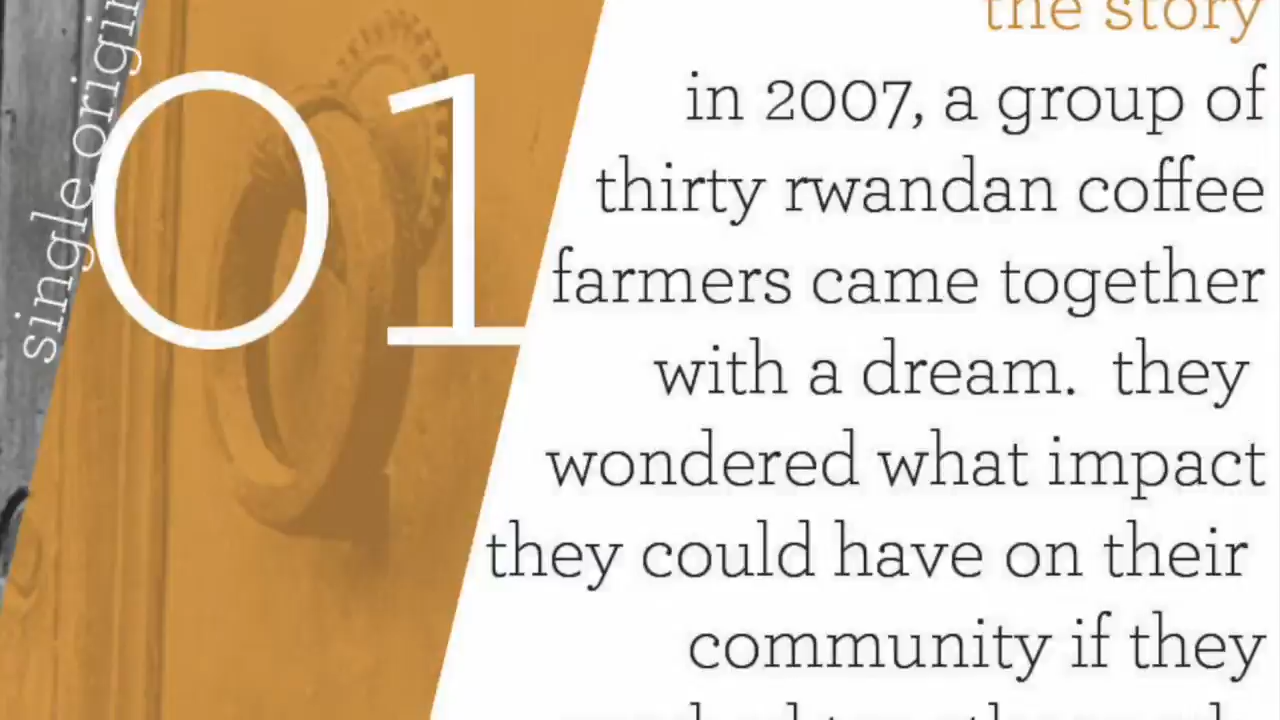 single origin
01
the story
in 2007, a group of
thirty rwandan coffee
farmers came together
with a dream.  they
wondered what impact
they could have on their
community if they